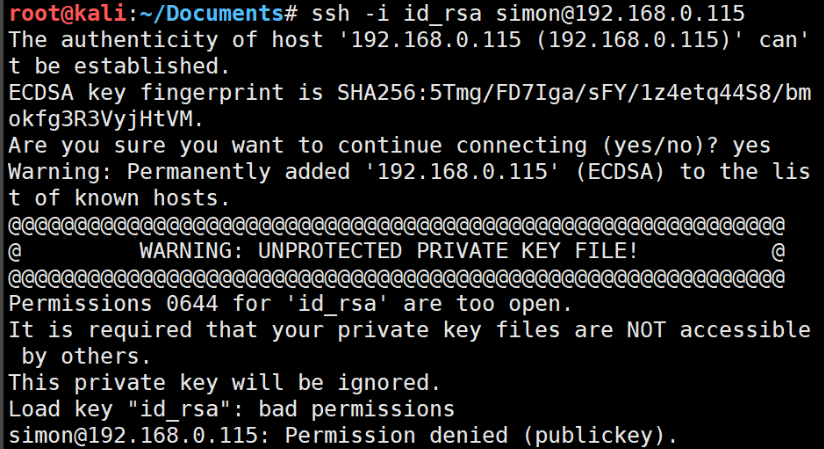 root@kali:~/Documents# ssh -i id_rsa simon@192.168.0.115
The authenticity of host '192.168.0.115 (192.168.0.115)' can'
t be established.
ECDSA key fingerprint is SHA256:5Tmg/FD7Iga/sFY/1z4etq44S8/bm
okfg3R3VyjHtVM.
Are you sure you want to continue connecting (yes/no)? yes
Warning: Permanently added '192.168.0.115' (ECDSA) to the lis
t of known hosts.
@@@@@@@@@@@@@@@@@@@@@@@@@@@@@@@@@@@@@@@@@@@@@@@@@@@@@@@@@@@
@         WARNING: UNPROTECTED PRIVATE KEY FILE!          @
@@@@@@@@@@@@@@@@@@@@@@@@@@@@@@@@@@@@@@@@@@@@@@@@@@@@@@@@@@@
Permissions 0644 for 'id_rsa' are too open.
It is required that your private key files are NOT accessible
 by others.
This private key will be ignored.
Load key "id_rsa": bad permissions
simon@192.168.0.115: Permission denied (publickey).